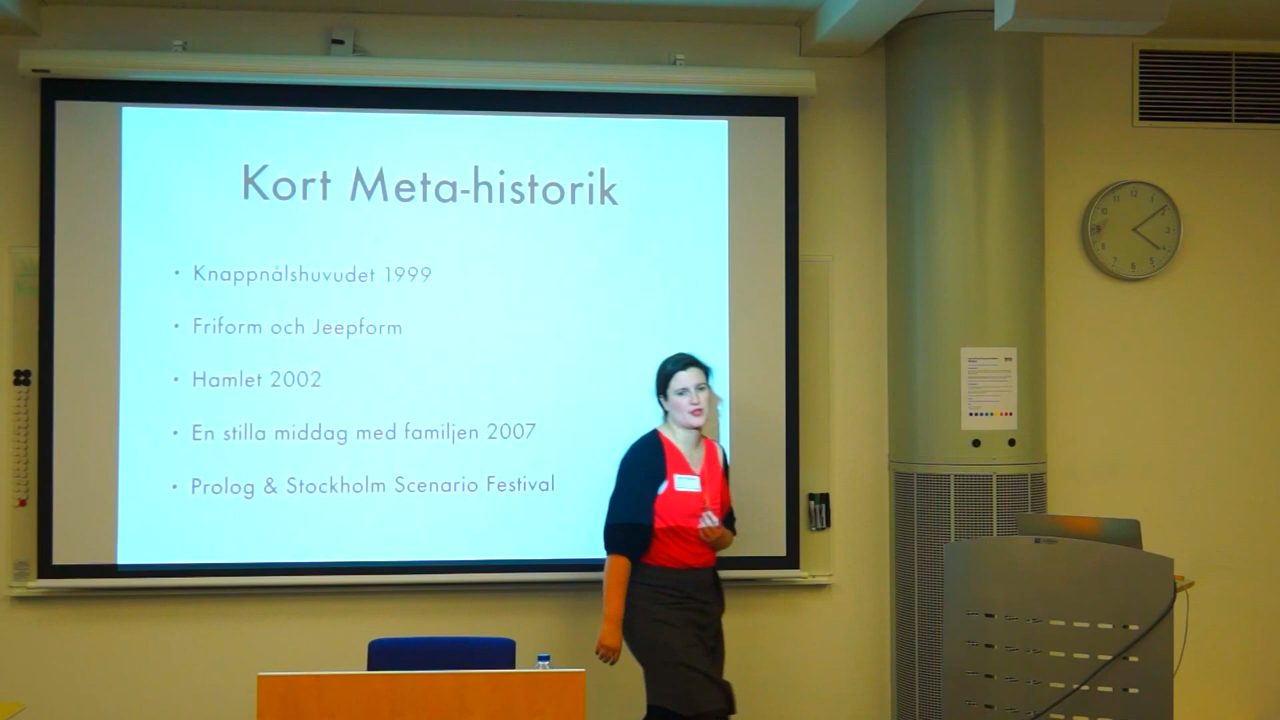 Kort Meta-historik
• Knappnålshuvudet 1999
• Friform och Jeepform
• Hamlet 2002
• En stilla middag med familjen 2007
• Prolog & Stockholm Scenario Festival